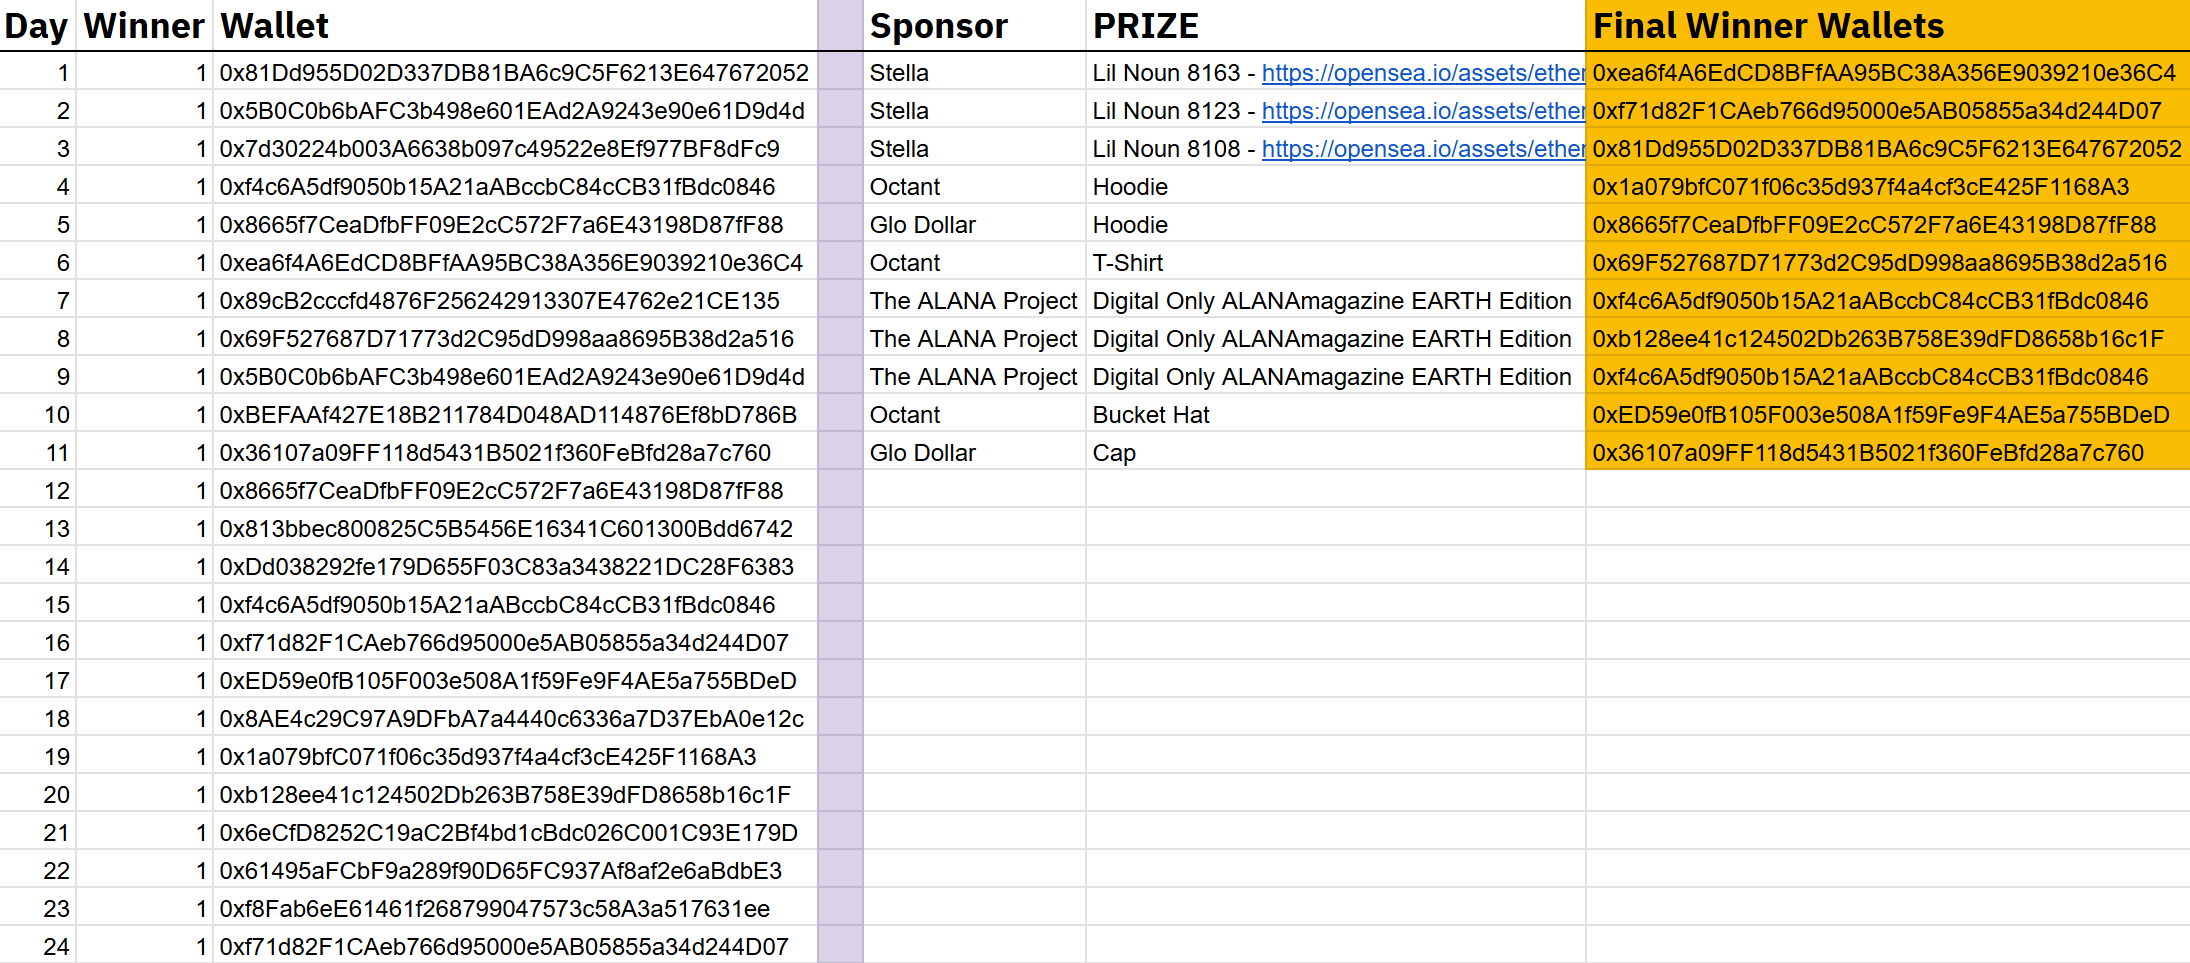 Day Winner Wallet Sponsor PRIZE Final Winner Wallets
1 1 0x81Dd955D02D337DB81BA6c9C5F6213E647672052 Stella Lil Noun 8163 - https://opensea.io/assets/ether 0xea6f4A6EdCD8BFfAA95BC38A356E9039210e36C4
2 1 0x5B0C0b6bAFC3b498e601EAd2A9243e90e61D9d4d Stella Lil Noun 8123 - https://opensea.io/assets/ether 0xf71d82F1CAeb766d95000e5AB05855a34d244D07
3 1 0x7d30224b003A6638b097c49522e8Ef977BF8dFc9 Stella Lil Noun 8108 - https://opensea.io/assets/ether 0x81Dd955D02D337DB81BA6c9C5F6213E647672052
4 1 0xf4c6A5df9050b15A21aABccbC84cCB31fBdc0846 Octant Hoodie 0x1a079bfC071f06c35d937f4a4cf3cE425F1168A3
5 1 0x8665f7CeaDfbFF09E2cC572F7a6E43198D87fF88 Glo Dollar Hoodie 0x8665f7CeaDfbFF09E2cC572F7a6E43198D87fF88
6 1 0xea6f4A6EdCD8BFfAA95BC38A356E9039210e36C4 Octant T-Shirt 0x69F527687D71773d2C95dD998aa8695B38d2a516
7 1 0x89cB2cccfd4876F256242913307E4762e21CE135 The ALANA Project Digital Only ALANAmagazine EARTH Edition 0xf4c6A5df9050b15A21aABccbC84cCB31fBdc0846
8 1 0x69F527687D71773d2C95dD998aa8695B38d2a516 The ALANA Project Digital Only ALANAmagazine EARTH Edition 0xb128ee41c124502Db263B758E39dFD8658b16c1F
9 1 0x5B0C0b6bAFC3b498e601EAd2A9243e90e61D9d4d The ALANA Project Digital Only ALANAmagazine EARTH Edition 0xf4c6A5df9050b15A21aABccbC84cCB31fBdc0846
10 1 0xBEFAAf427E18B211784D048AD114876Ef8bD786B Octant Bucket Hat 0xED59e0fB105F003e508A1f59Fe9F4AE5a755BDeD
11 1 0x36107a09FF118d5431B5021f360FeBfd28a7c760 Glo Dollar Cap 0x36107a09FF118d5431B5021f360FeBfd28a7c760
12 1 0x8665f7CeaDfbFF09E2cC572F7a6E43198D87fF88
13 1 0x813bbec800825C5B5456E16341C601300Bdd6742
14 1 0xDd038292fe179D655F03C83a3438221DC28F6383
15 1 0xf4c6A5df9050b15A21aABccbC84cCB31fBdc0846
16 1 0xf71d82F1CAeb766d95000e5AB05855a34d244D07
17 1 0xED59e0fB105F003e508A1f59Fe9F4AE5a755BDeD
18 1 0x8AE4c29C97A9DFbA7a4440c6336a7D37EbA0e12c
19 1 0x1a079bfC071f06c35d937f4a4cf3cE425F1168A3
20 1 0xb128ee41c124502Db263B758E39dFD8658b16c1F
21 1 0x6eCfD8252C19aC2Bf4bd1cBdc026C001C93E179D
22 1 0x61495aFCbF9a289f90D65FC937Af8af2e6aBdbE3
23 1 0xf8Fab6eE61461f268799047573c58A3a517631ee
24 1 0xf71d82F1CAeb766d95000e5AB05855a34d244D07